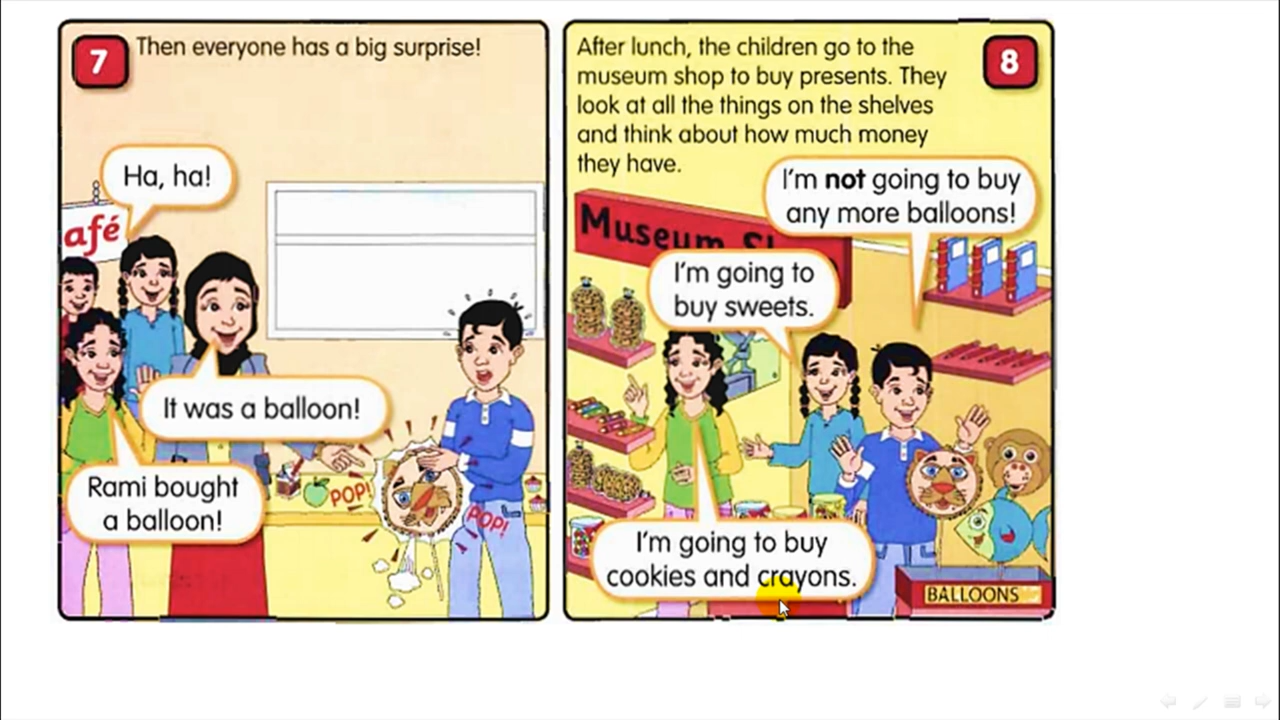 7
Then everyone has a big surprise!
Ha, ha!
afé
It was a balloon!
Rami bought
a balloon!
POP!
POP!
8
After lunch, the children go to the
museum shop to buy presents. They
look at all the things on the shelves
and think about how much money
they have.
I'm not going to buy
any more balloons!
Museum
I'm going to
buy sweets.
I'm going to buy
cookies and crayons.
BALLOONS